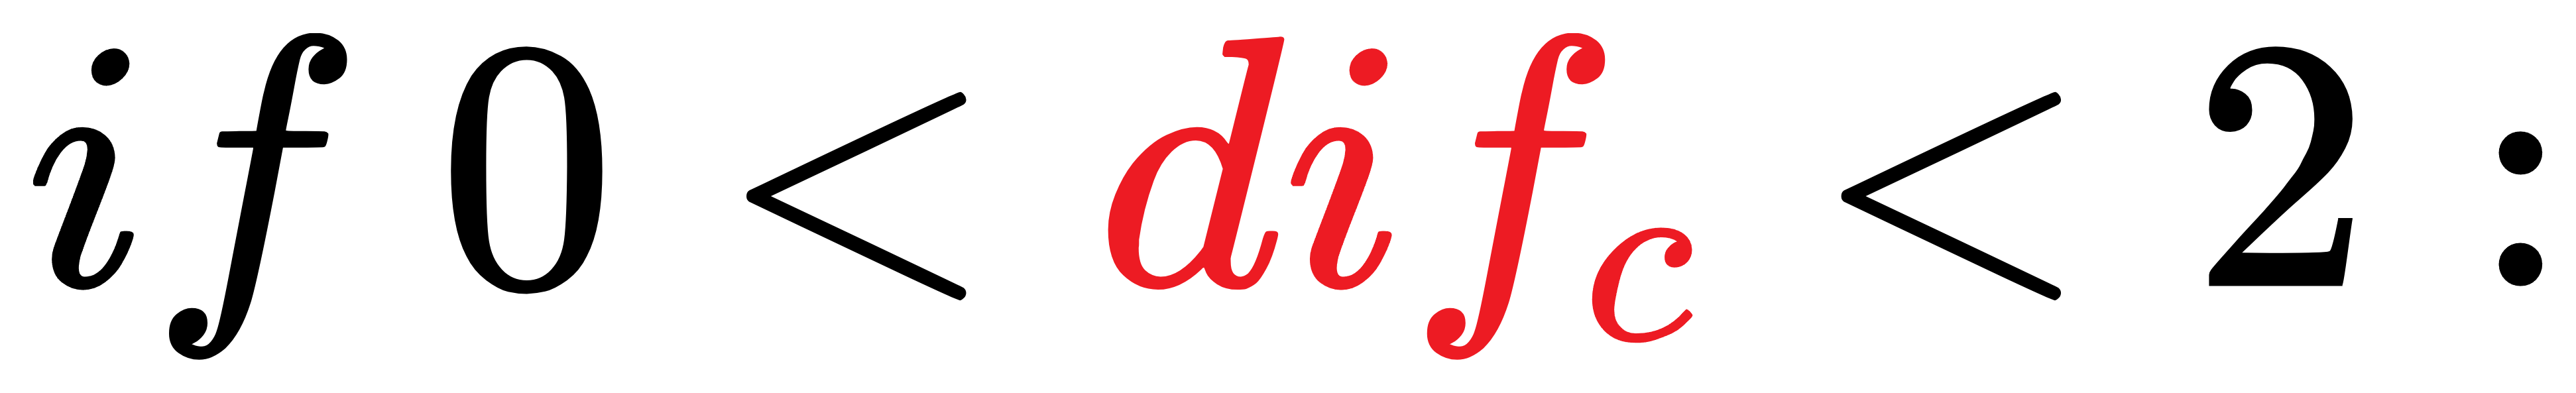 if 0 < dif_c < 2 :